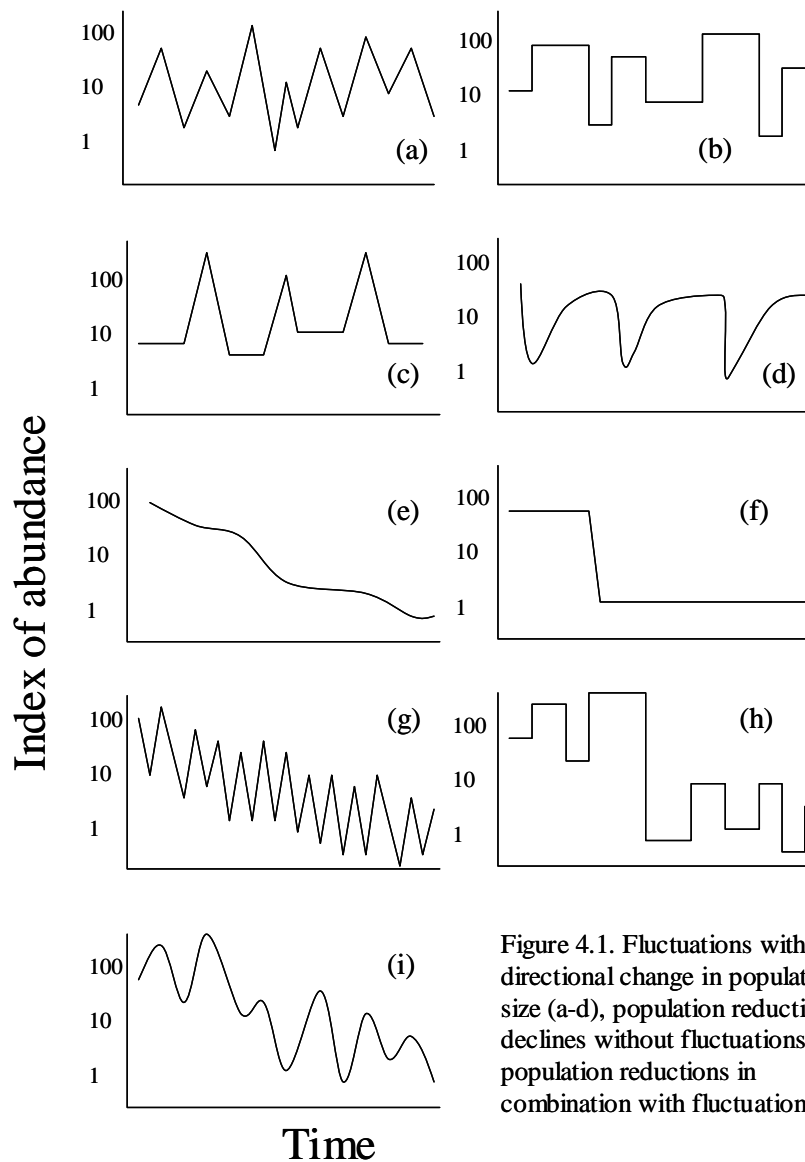 Index of abundance
100
10
1
(a)
100
10
1
(b)
100
10
1
(c)
100
10
1
(d)
100
10
1
(e)
100
10
1
(f)
100
10
1
(g)
100
10
1
(h)
100
10
1
(i)
Time
Figure 4.1. Fluctuations with
directional change in populat
size (a-d), population reducti
declines without fluctuations
population reductions in
combination with fluctuation